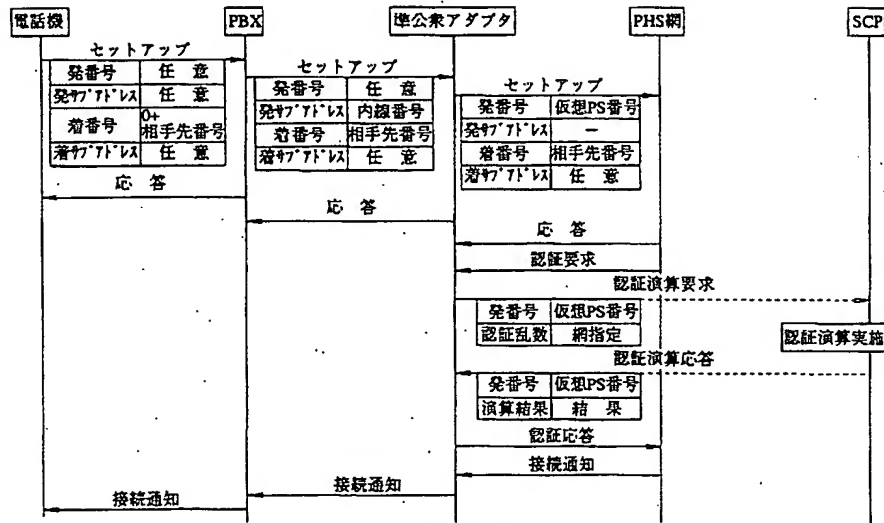 電話機 PBX 準公衆アダプタ PHS網 SCP
セットアップ
発番号 任 意
発サブアドレス 任 意
着番号 0+相手先番号
着サブアドレス 任 意
セットアップ
発番号 任 意
発サブアドレス 内線番号
着番号 相手先番号
着サブアドレス 任 意
セットアップ
発番号 仮想PS番号
発サブアドレス −
着番号 相手先番号
着サブアドレス 任 意
応 答
応 答
応 答
認証要求
認証演算要求
発番号 仮想PS番号
認証乱数 網指定
認証演算実施
認証演算応答
発番号 仮想PS番号
演算結果 結 果
認証応答
接続通知
接続通知
接続通知